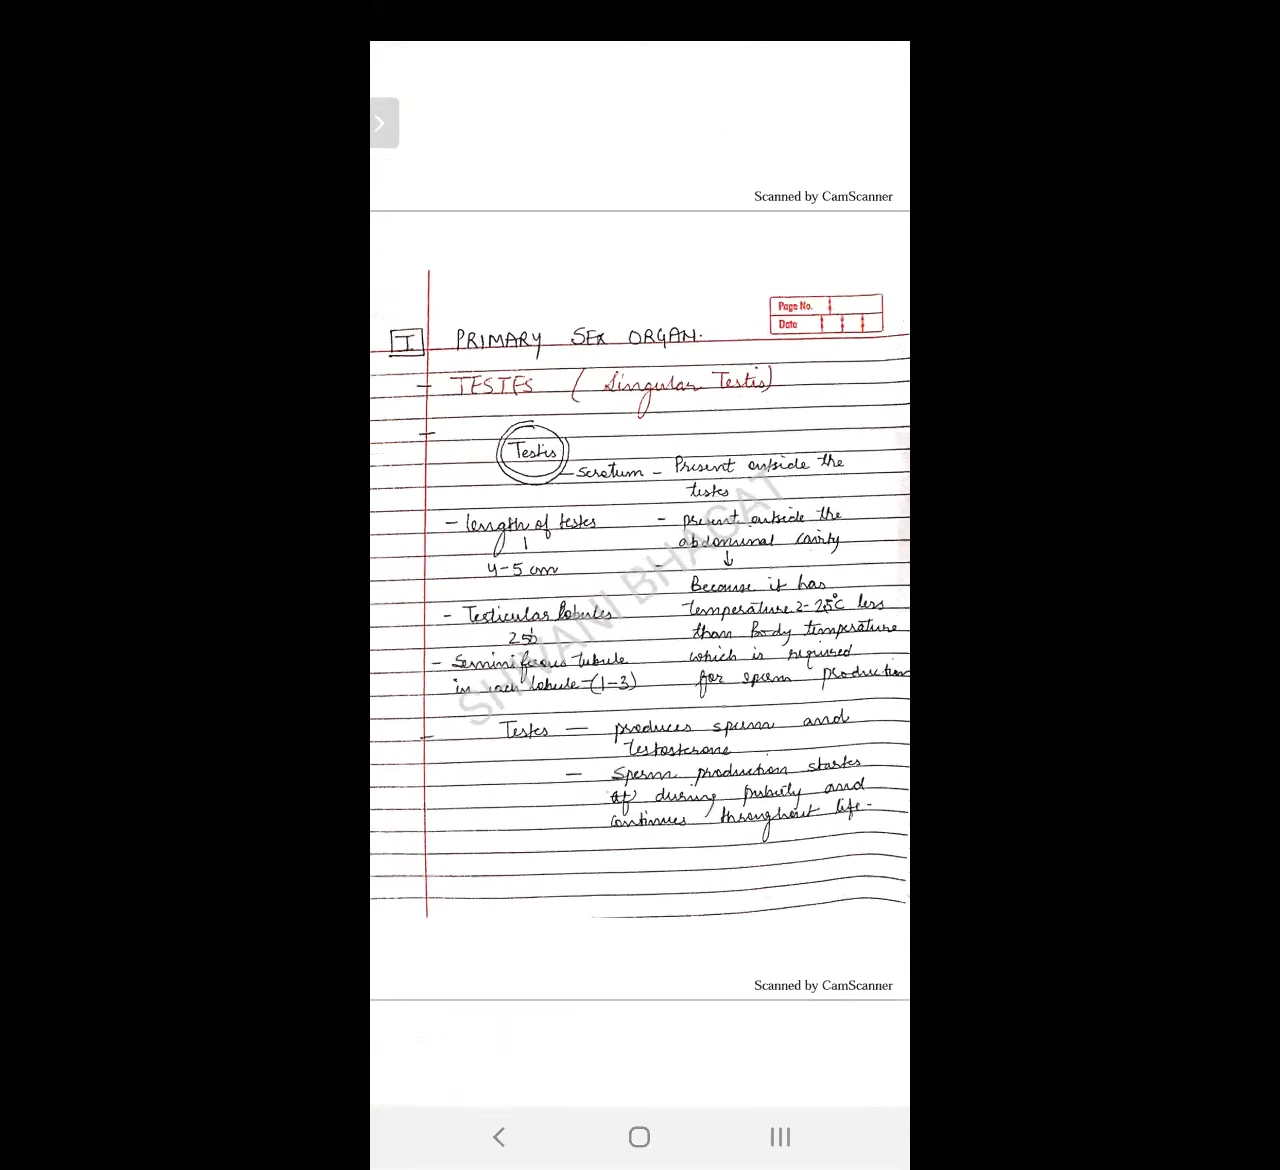 Scanned by CamScanner
Page No.
Date
I PRIMARY SEX ORGAN.
- TESTES ( Singular Testis)
-
Testis
Scrotum - Present outside the
testes
- length of testes
4-5 cm
- present outside the
abdominal cavity
↓
- Because it has
temperature 2-2.5°C less
than Body temperature
which is required
for sperm production
- Testicular lobules
250
- Seminiferous tubule
in each lobule-(1-3)
- Testes — produces sperm and
testosterone
— Sperm production starts
during puberty and
continues throughout life.
SHIVANI BHAGAT
Scanned by CamScanner